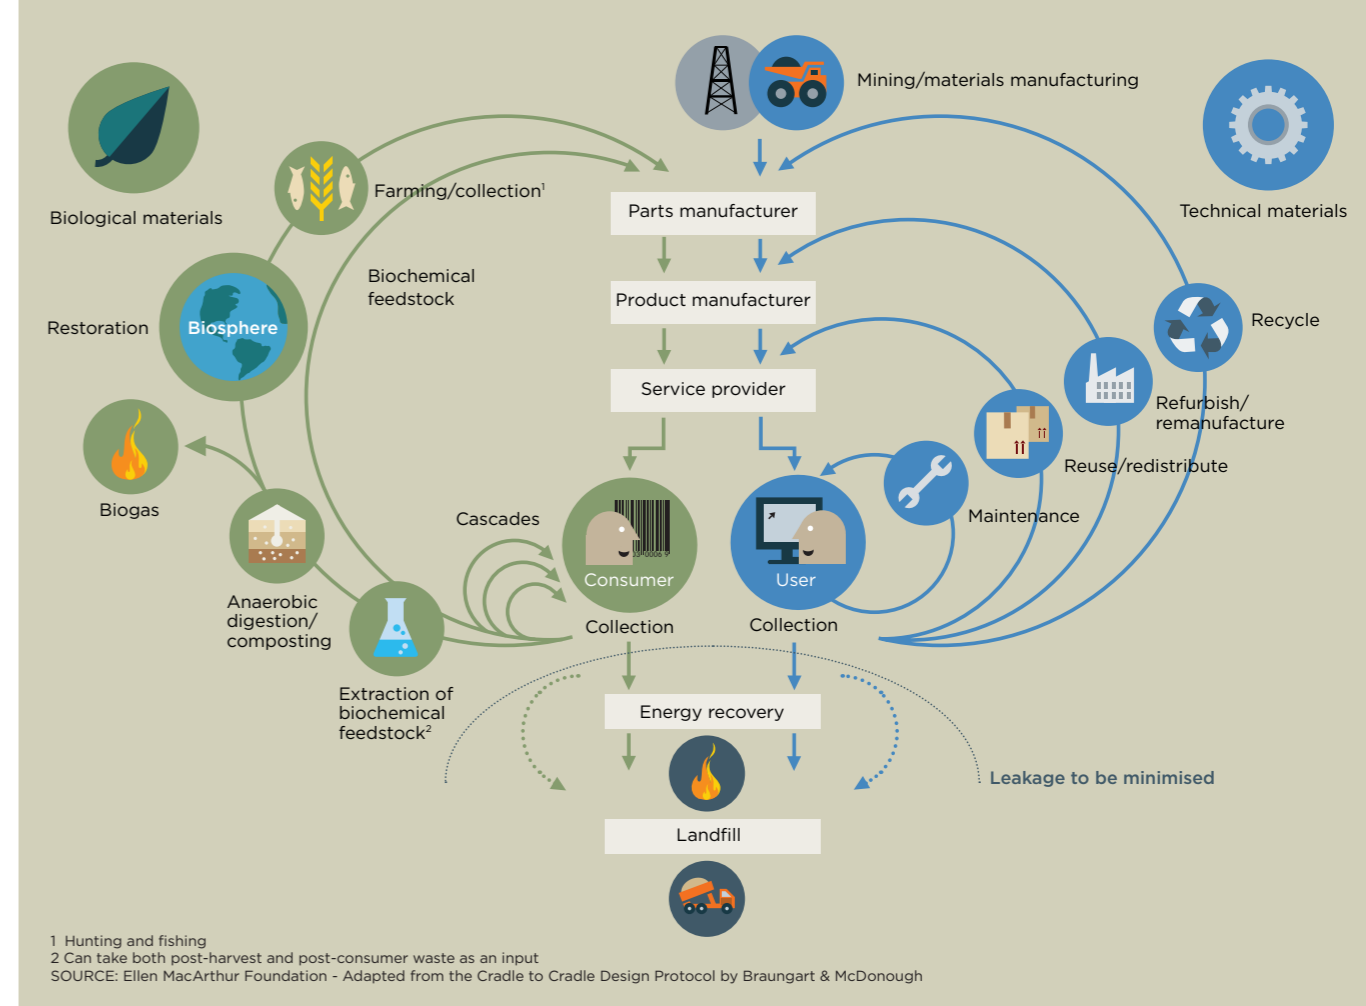 Mining/materials manufacturing
Biological materials
Farming/collection1
Technical materials
Parts manufacturer
Biochemical
feedstock
Product manufacturer
Restoration
Biosphere
Recycle
Service provider
Refurbish/
remanufacture
Reuse/redistribute
Biogas
Cascades
Maintenance
Consumer
User
Anaerobic
digestion/
composting
Collection
Collection
Extraction of
biochemical
feedstock2
Energy recovery
Leakage to be minimised
Landfill
1 Hunting and fishing
2 Can take both post-harvest and post-consumer waste as an input
SOURCE: Ellen MacArthur Foundation - Adapted from the Cradle to Cradle Design Protocol by Braungart & McDonough